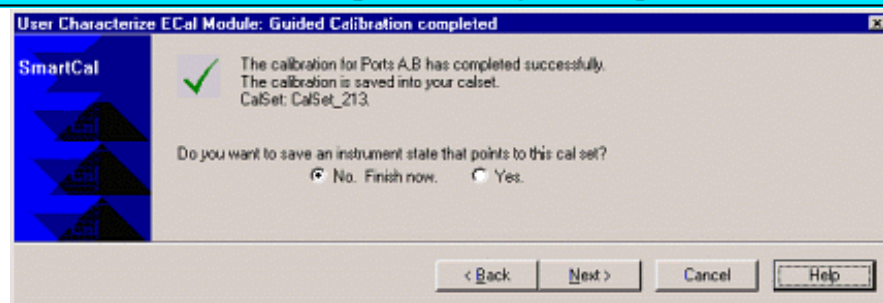 User Characterize ECal Module: Guided Calibration completed
SmartCal
The calibration for Ports A,B has completed successfully.
The calibration is saved into your calset.
CalSet: CalSet_213.
Do you want to save an instrument state that points to this cal set?
No. Finish now. Yes.
< Back Next > Cancel Help